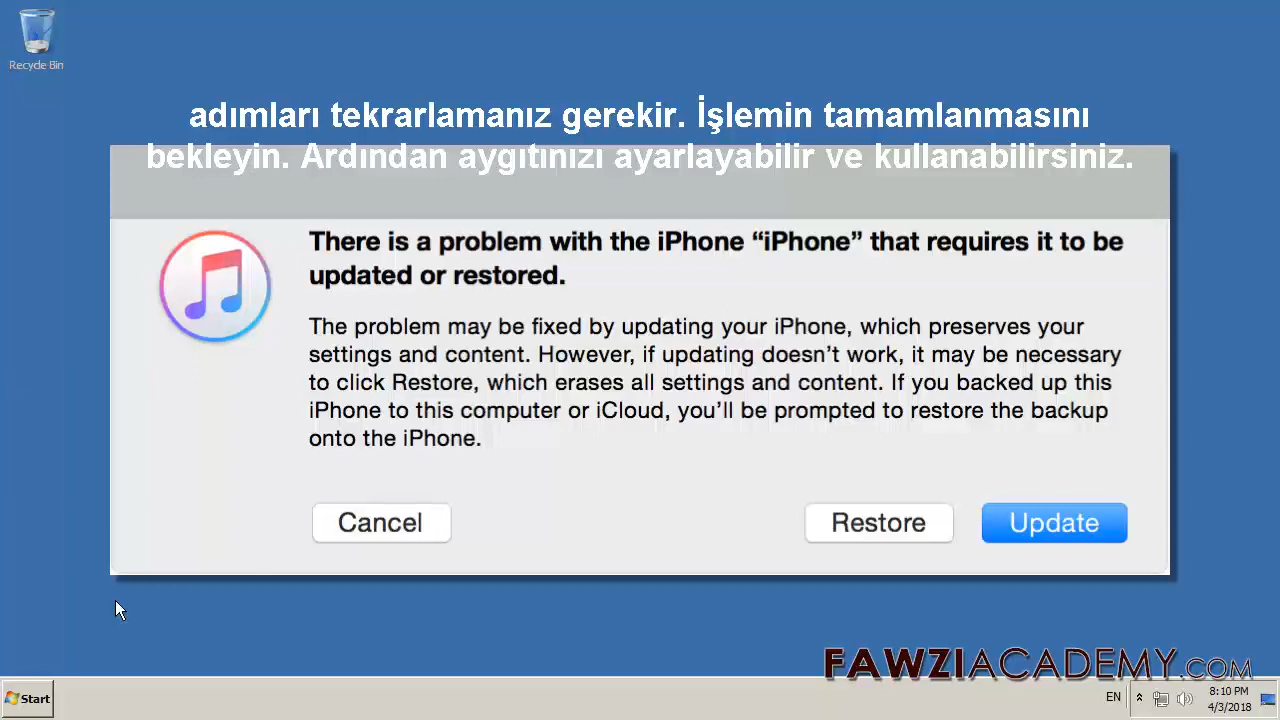 Recycle Bin
adımları tekrarlamanız gerekir. İşlemin tamamlanmasını
bekleyin. Ardından aygıtınızı ayarlayabilir ve kullanabilirsiniz.
There is a problem with the iPhone “iPhone” that requires it to be
updated or restored.
The problem may be fixed by updating your iPhone, which preserves your
settings and content. However, if updating doesn’t work, it may be necessary
to click Restore, which erases all settings and content. If you backed up this
iPhone to this computer or iCloud, you’ll be prompted to restore the backup
onto the iPhone.
Cancel
Restore
Update
FAWZIACADEMY.COM
Start
EN
8:10 PM
4/3/2018